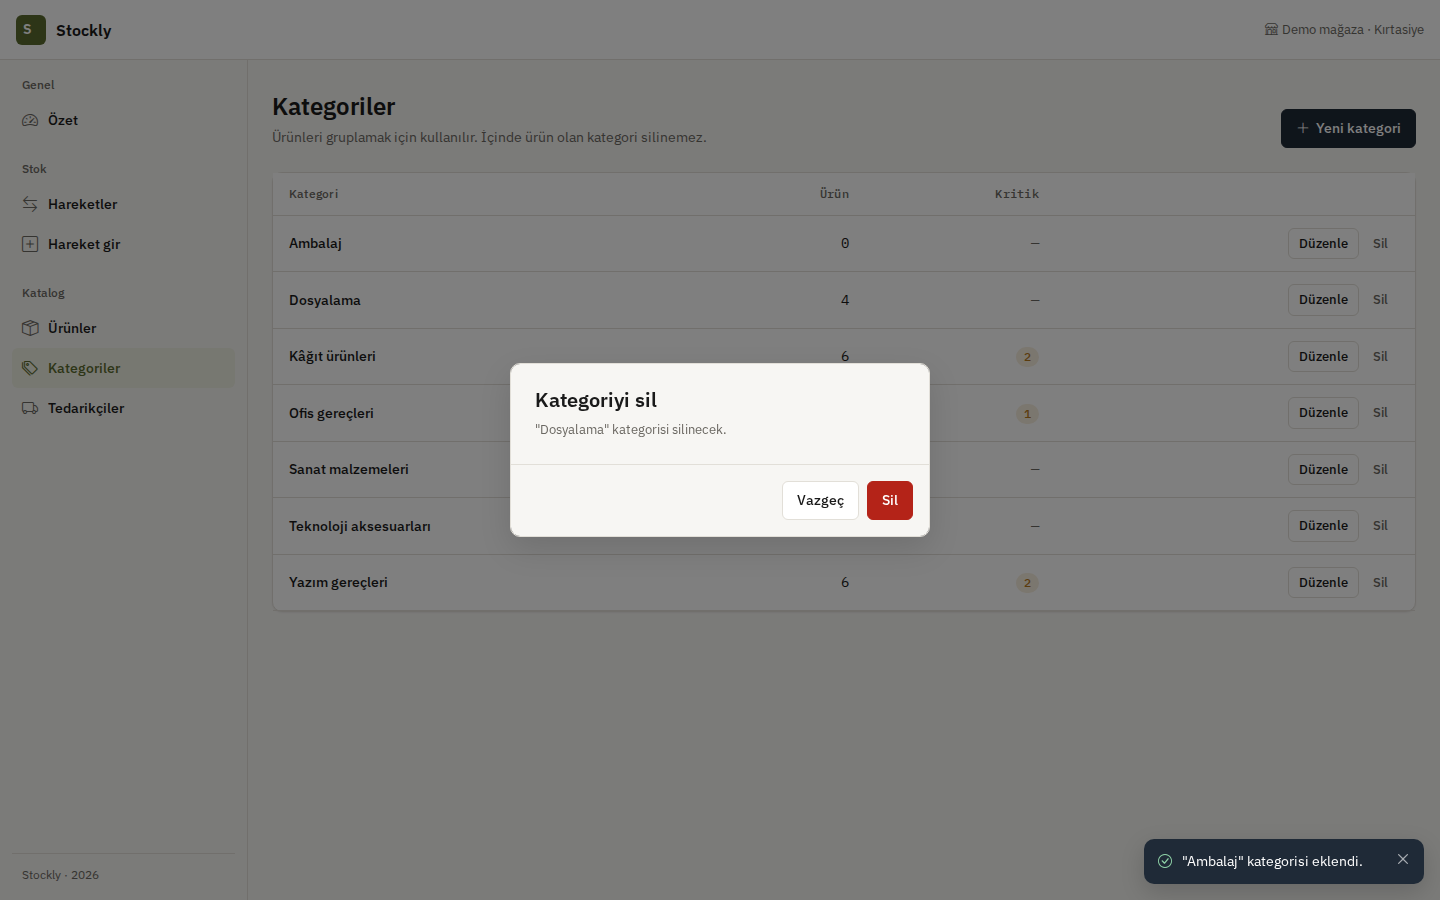 S Stockly
Demo mağaza · Kırtasiye
Genel
Özet
Stok
Hareketler
Hareket gir
Katalog
Ürünler
Kategoriler
Tedarikçiler
Stockly · 2026
Kategoriler
Ürünleri gruplamak için kullanılır. İçinde ürün olan kategori silinemez.
+ Yeni kategori
Kategori Ürün Kritik
Ambalaj 0 — Düzenle Sil
Dosyalama 4 — Düzenle Sil
Kâğıt ürünleri 6 2 Düzenle Sil
Ofis gereçleri 1 Düzenle Sil
Sanat malzemeleri — Düzenle Sil
Teknoloji aksesuarları — Düzenle Sil
Yazım gereçleri 6 2 Düzenle Sil
Kategoriyi sil
"Dosyalama" kategorisi silinecek.
Vazgeç Sil
"Ambalaj" kategorisi eklendi.